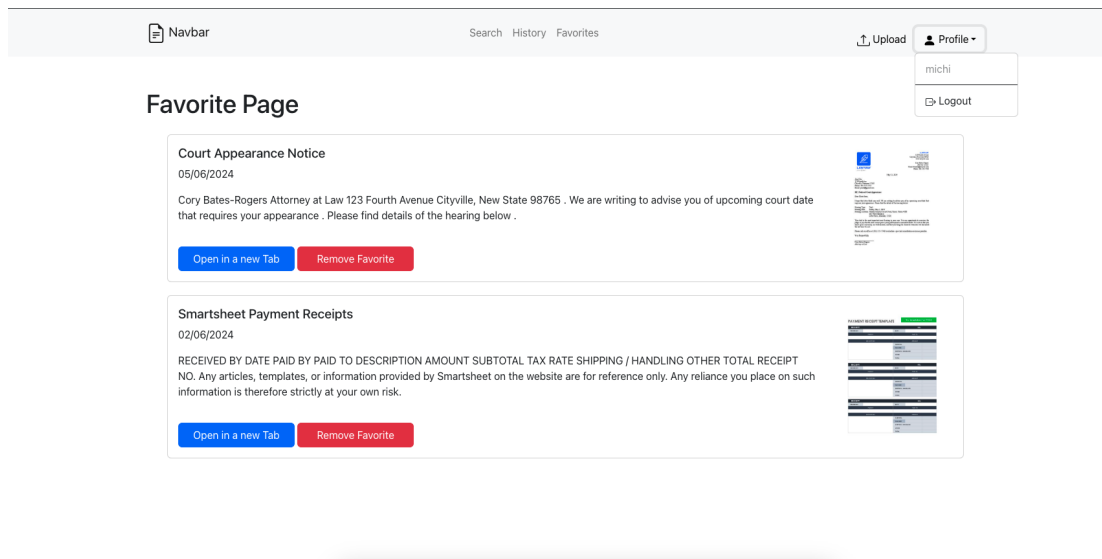 Navbar
Search History Favorites
Upload
Profile
michi
Logout
Favorite Page
Court Appearance Notice
05/06/2024
Cory Bates-Rogers Attorney at Law 123 Fourth Avenue Cityville, New State 98765 . We are writing to advise you of upcoming court date
that requires your appearance . Please find details of the hearing below .
Open in a new Tab
Remove Favorite
Smartsheet Payment Receipts
02/06/2024
RECEIVED BY DATE PAID BY PAID TO DESCRIPTION AMOUNT SUBTOTAL TAX RATE SHIPPING / HANDLING OTHER TOTAL RECEIPT
NO. Any articles, templates, or information provided by Smartsheet on the website are for reference only. Any reliance you place on such
information is therefore strictly at your own risk.
PAYMENT RECEIPT TEMPLATE
Open in a new Tab
Remove Favorite